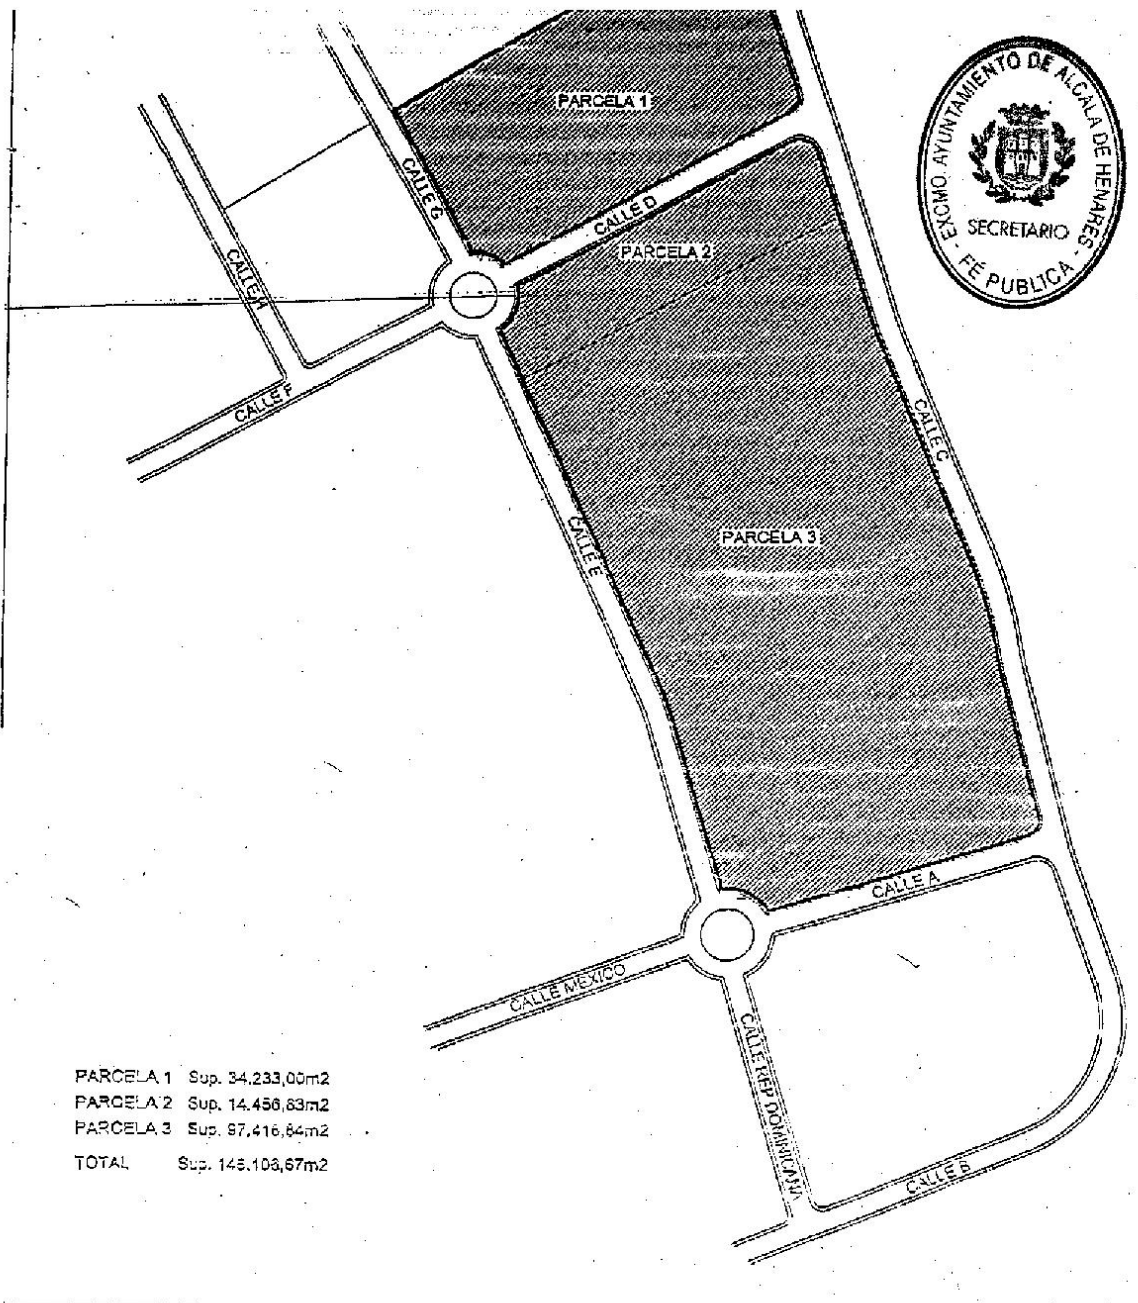 PARCELA 1
EXCMO. AYUNTAMIENTO DE ALCALA DE HENARES
SECRETARIO
- FÉ PUBLICA -
CALLE G
CALLE D
PARCELA 2
CALLE H
CALLE F
CALLE C
PARCELA 3
CALLE E
CALLE A
CALLE MEXICO
CALLE REP DOMINICANA
CALLE B
PARCELA 1 Sup. 34.233,00m2
PARCELA 2 Sup. 14.456,83m2
PARCELA 3 Sup. 97.416,84m2
TOTAL Sup. 146.106,67m2